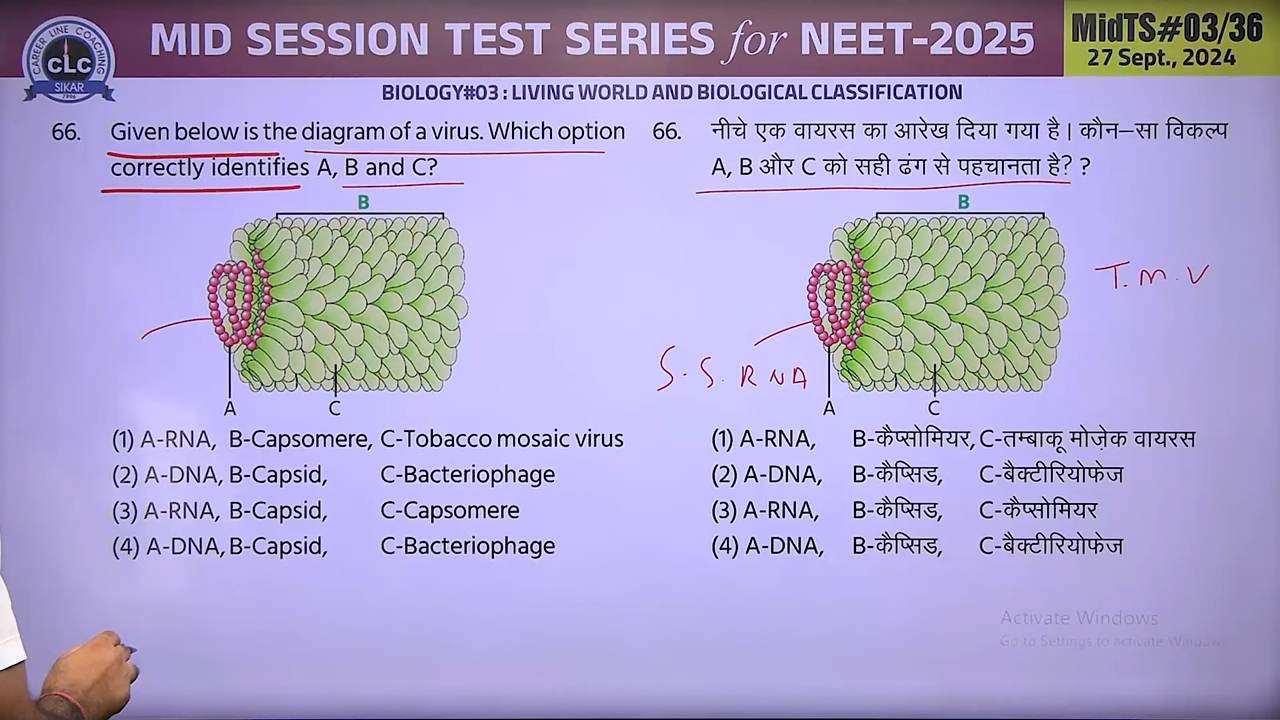 CAREER LINE COACHING
CLC
SIKAR
MID SESSION TEST SERIES for NEET-2025
MidTS#03/36
27 Sept., 2024
BIOLOGY#03 : LIVING WORLD AND BIOLOGICAL CLASSIFICATION
66. Given below is the diagram of a virus. Which option
correctly identifies A, B and C?
B
A
C
(1) A-RNA, B-Capsomere, C-Tobacco mosaic virus
(2) A-DNA, B-Capsid, C-Bacteriophage
(3) A-RNA, B-Capsid, C-Capsomere
(4) A-DNA, B-Capsid, C-Bacteriophage
66. नीचे एक वायरस का आरेख दिया गया है। कौन–सा विकल्प
A, B और C को सही ढंग से पहचानता है? ?
B
T.M.V
S.S.RNA
A
C
(1) A-RNA, B-कैप्सोमियर, C-तम्बाकू मोज़ेक वायरस
(2) A-DNA, B-कैप्सिड, C-बैक्टीरियोफेज
(3) A-RNA, B-कैप्सिड, C-कैप्सोमियर
(4) A-DNA, B-कैप्सिड, C-बैक्टीरियोफेज
Activate Windows
Go to Settings to activate Windows.